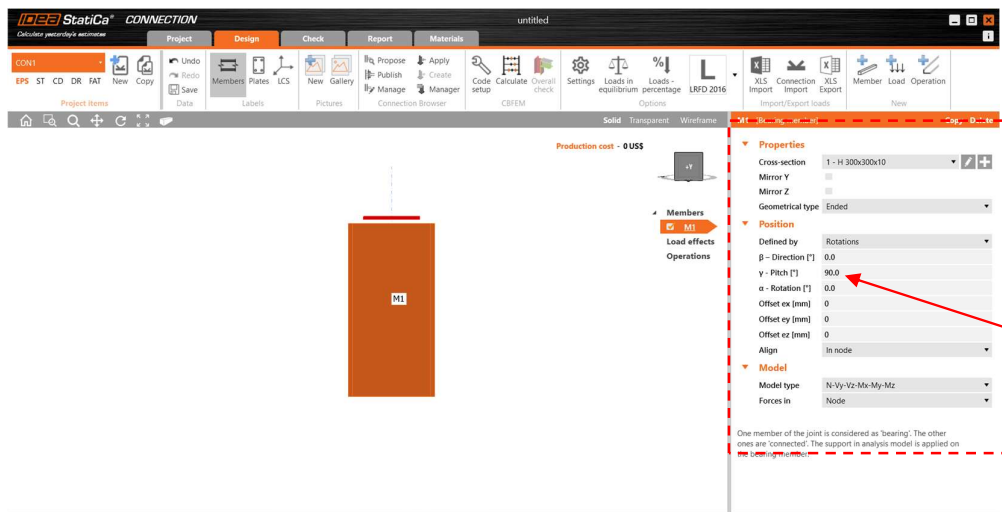 IDEA StatiCa® CONNECTION
untitled
Calculate yesterday's estimates
Project Design Check Report Materials
CON1
EPS ST CD DR FAT
New Copy
Undo
Redo
Save
Members Plates LCS
New Gallery
Propose
Publish
Manage
Apply
Create
Manager
Code setup
Calculate
Overall check
Settings
Loads in equilibrium
Loads - percentage
LRFD 2016
XLS Import
Connection Import
XLS Export
Member Load Operation
Project items Data Labels Pictures Connection Browser CBFEM Options Import/Export loads New
Solid Transparent Wireframe
M1 [Bearing member] Copy Delete
Production cost - 0 US$
+Y
Members
M1
Load effects
Operations
M1
Properties
Cross-section 1 - H 300x300x10
Mirror Y
Mirror Z
Geometrical type Ended
Position
Defined by Rotations
β – Direction [°] 0.0
γ - Pitch [°] 90.0
α - Rotation [°] 0.0
Offset ex [mm] 0
Offset ey [mm] 0
Offset ez [mm] 0
Align In node
Model
Model type N-Vy-Vz-Mx-My-Mz
Forces in Node
One member of the joint is considered as 'bearing'. The other
ones are 'connected'. The support in analysis model is applied on
the bearing member.